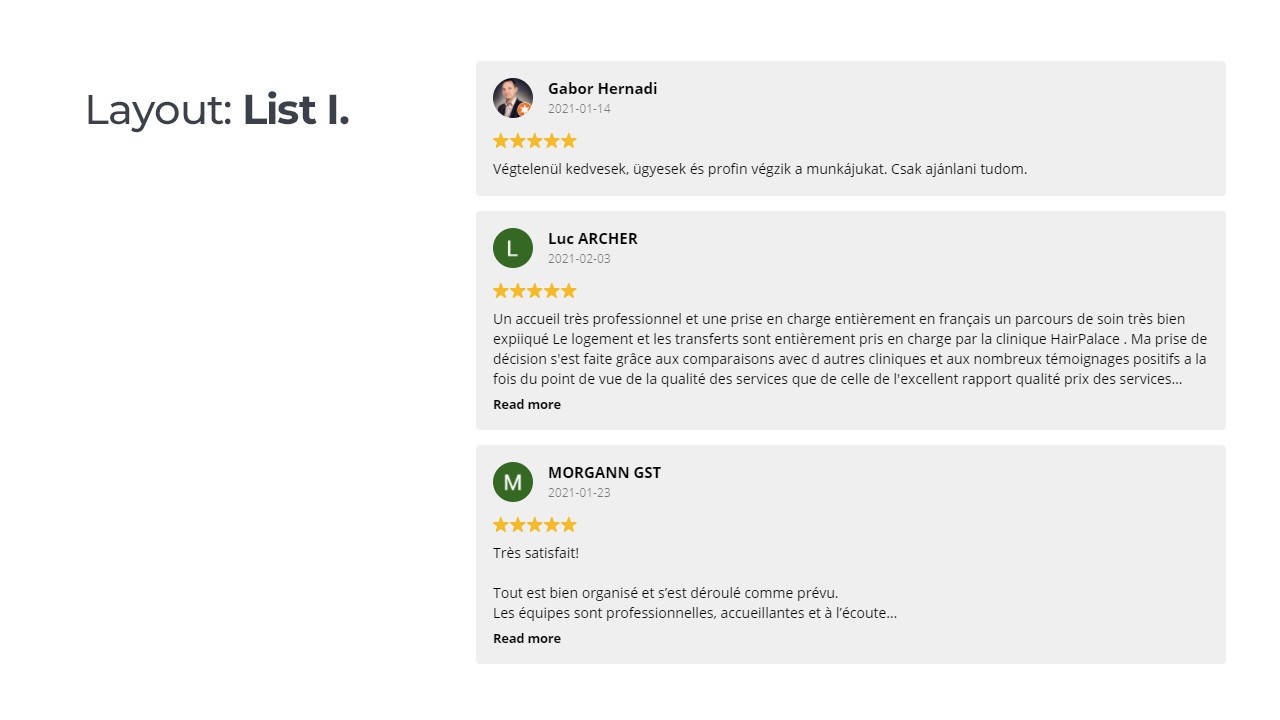 Layout: List I.
Gabor Hernadi
2021-01-14
Végtelenül kedvesek, ügyesek és profin végzik a munkájukat. Csak ajánlani tudom.
L
Luc ARCHER
2021-02-03
Un accueil très professionnel et une prise en charge entièrement en français un parcours de soin très bien
expiiqué Le logement et les transferts sont entièrement pris en charge par la clinique HairPalace . Ma prise de
décision s'est faite grâce aux comparaisons avec d autres cliniques et aux nombreux témoignages positifs a la
fois du point de vue de la qualité des services que de celle de l'excellent rapport qualité prix des services...
Read more
M
MORGANN GST
2021-01-23
Très satisfait!
Tout est bien organisé et s’est déroulé comme prévu.
Les équipes sont professionnelles, accueillantes et à l’écoute...
Read more